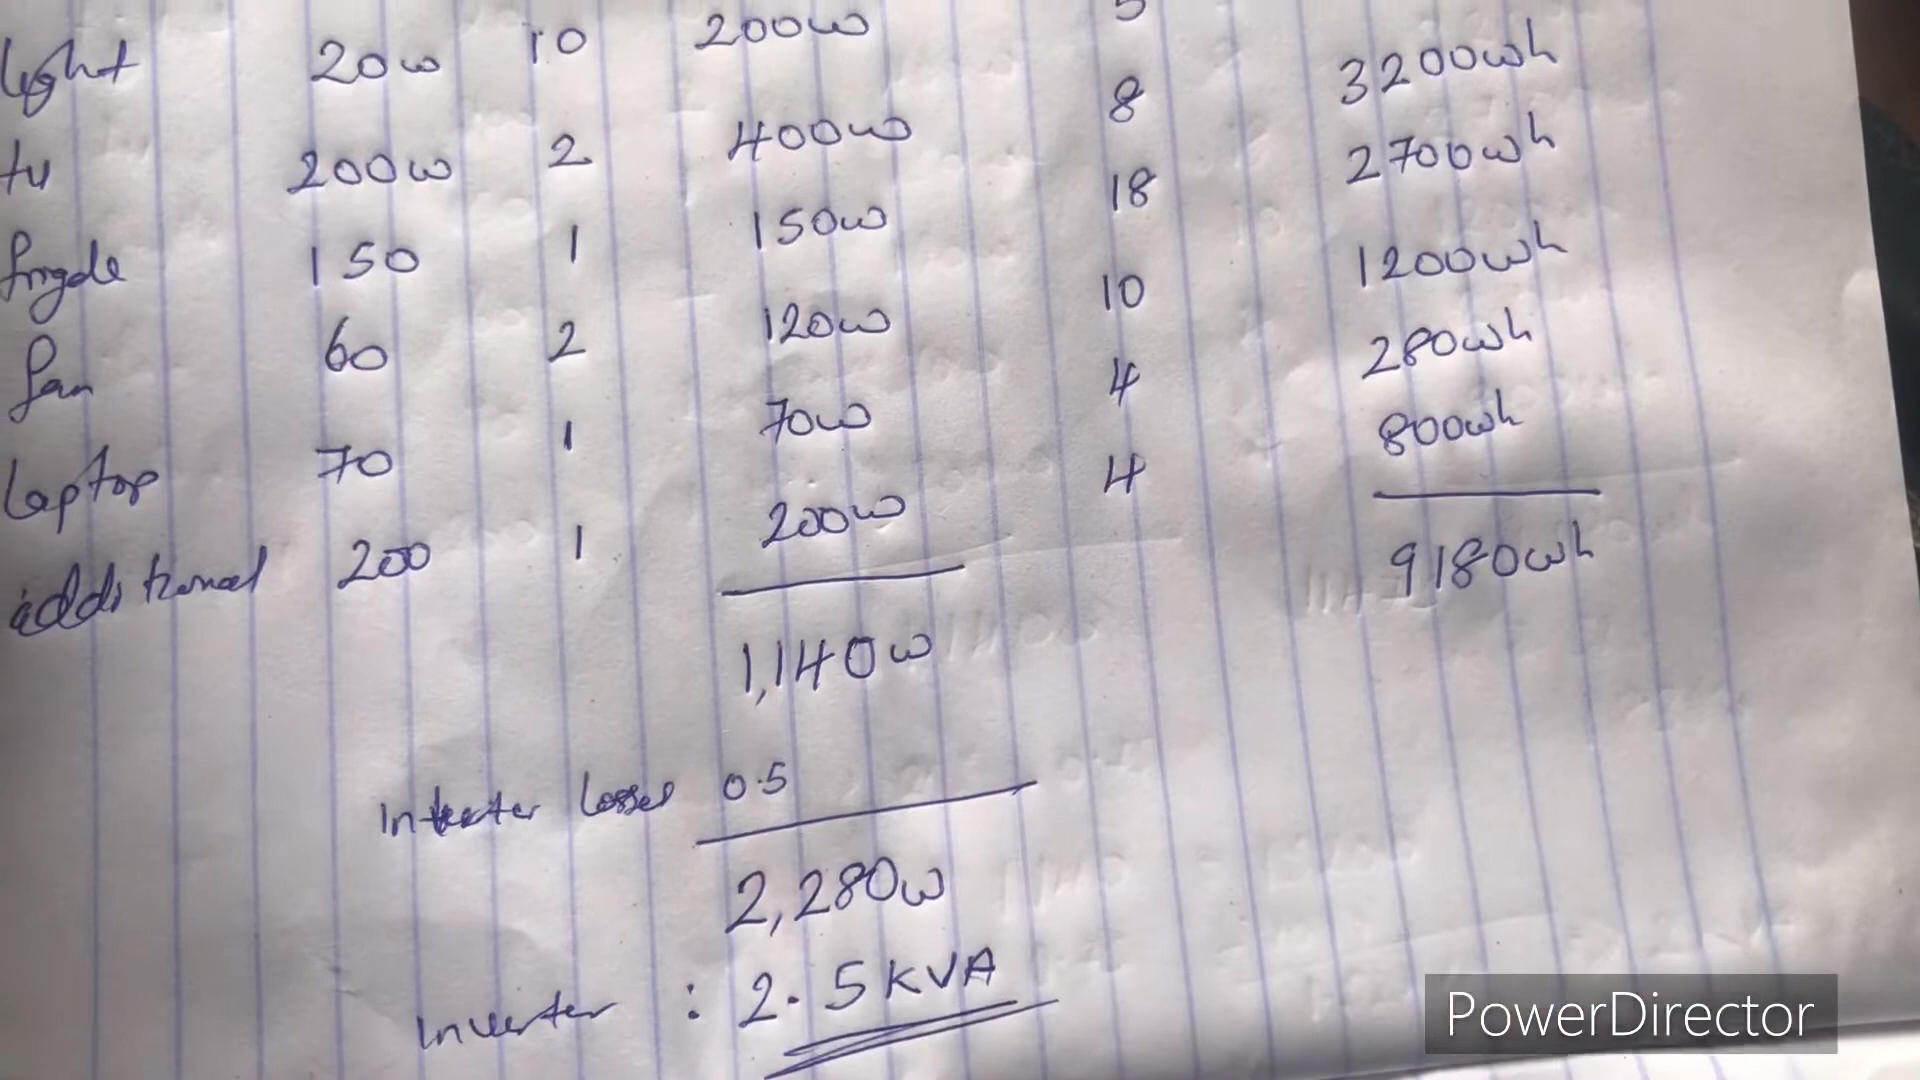 light 20w 10 200w 5
tv 200w 2 400w 8 3200wh
fridge 150 1 150w 18 2700wh
fan 60 2 120w 10 1200wh
laptop 70 1 70w 4 280wh
additional 200 1 200w 4 800wh
1,140w 9180wh
Inverter losses 0.5
2,280w
Inverter : 2.5KVA
PowerDirector